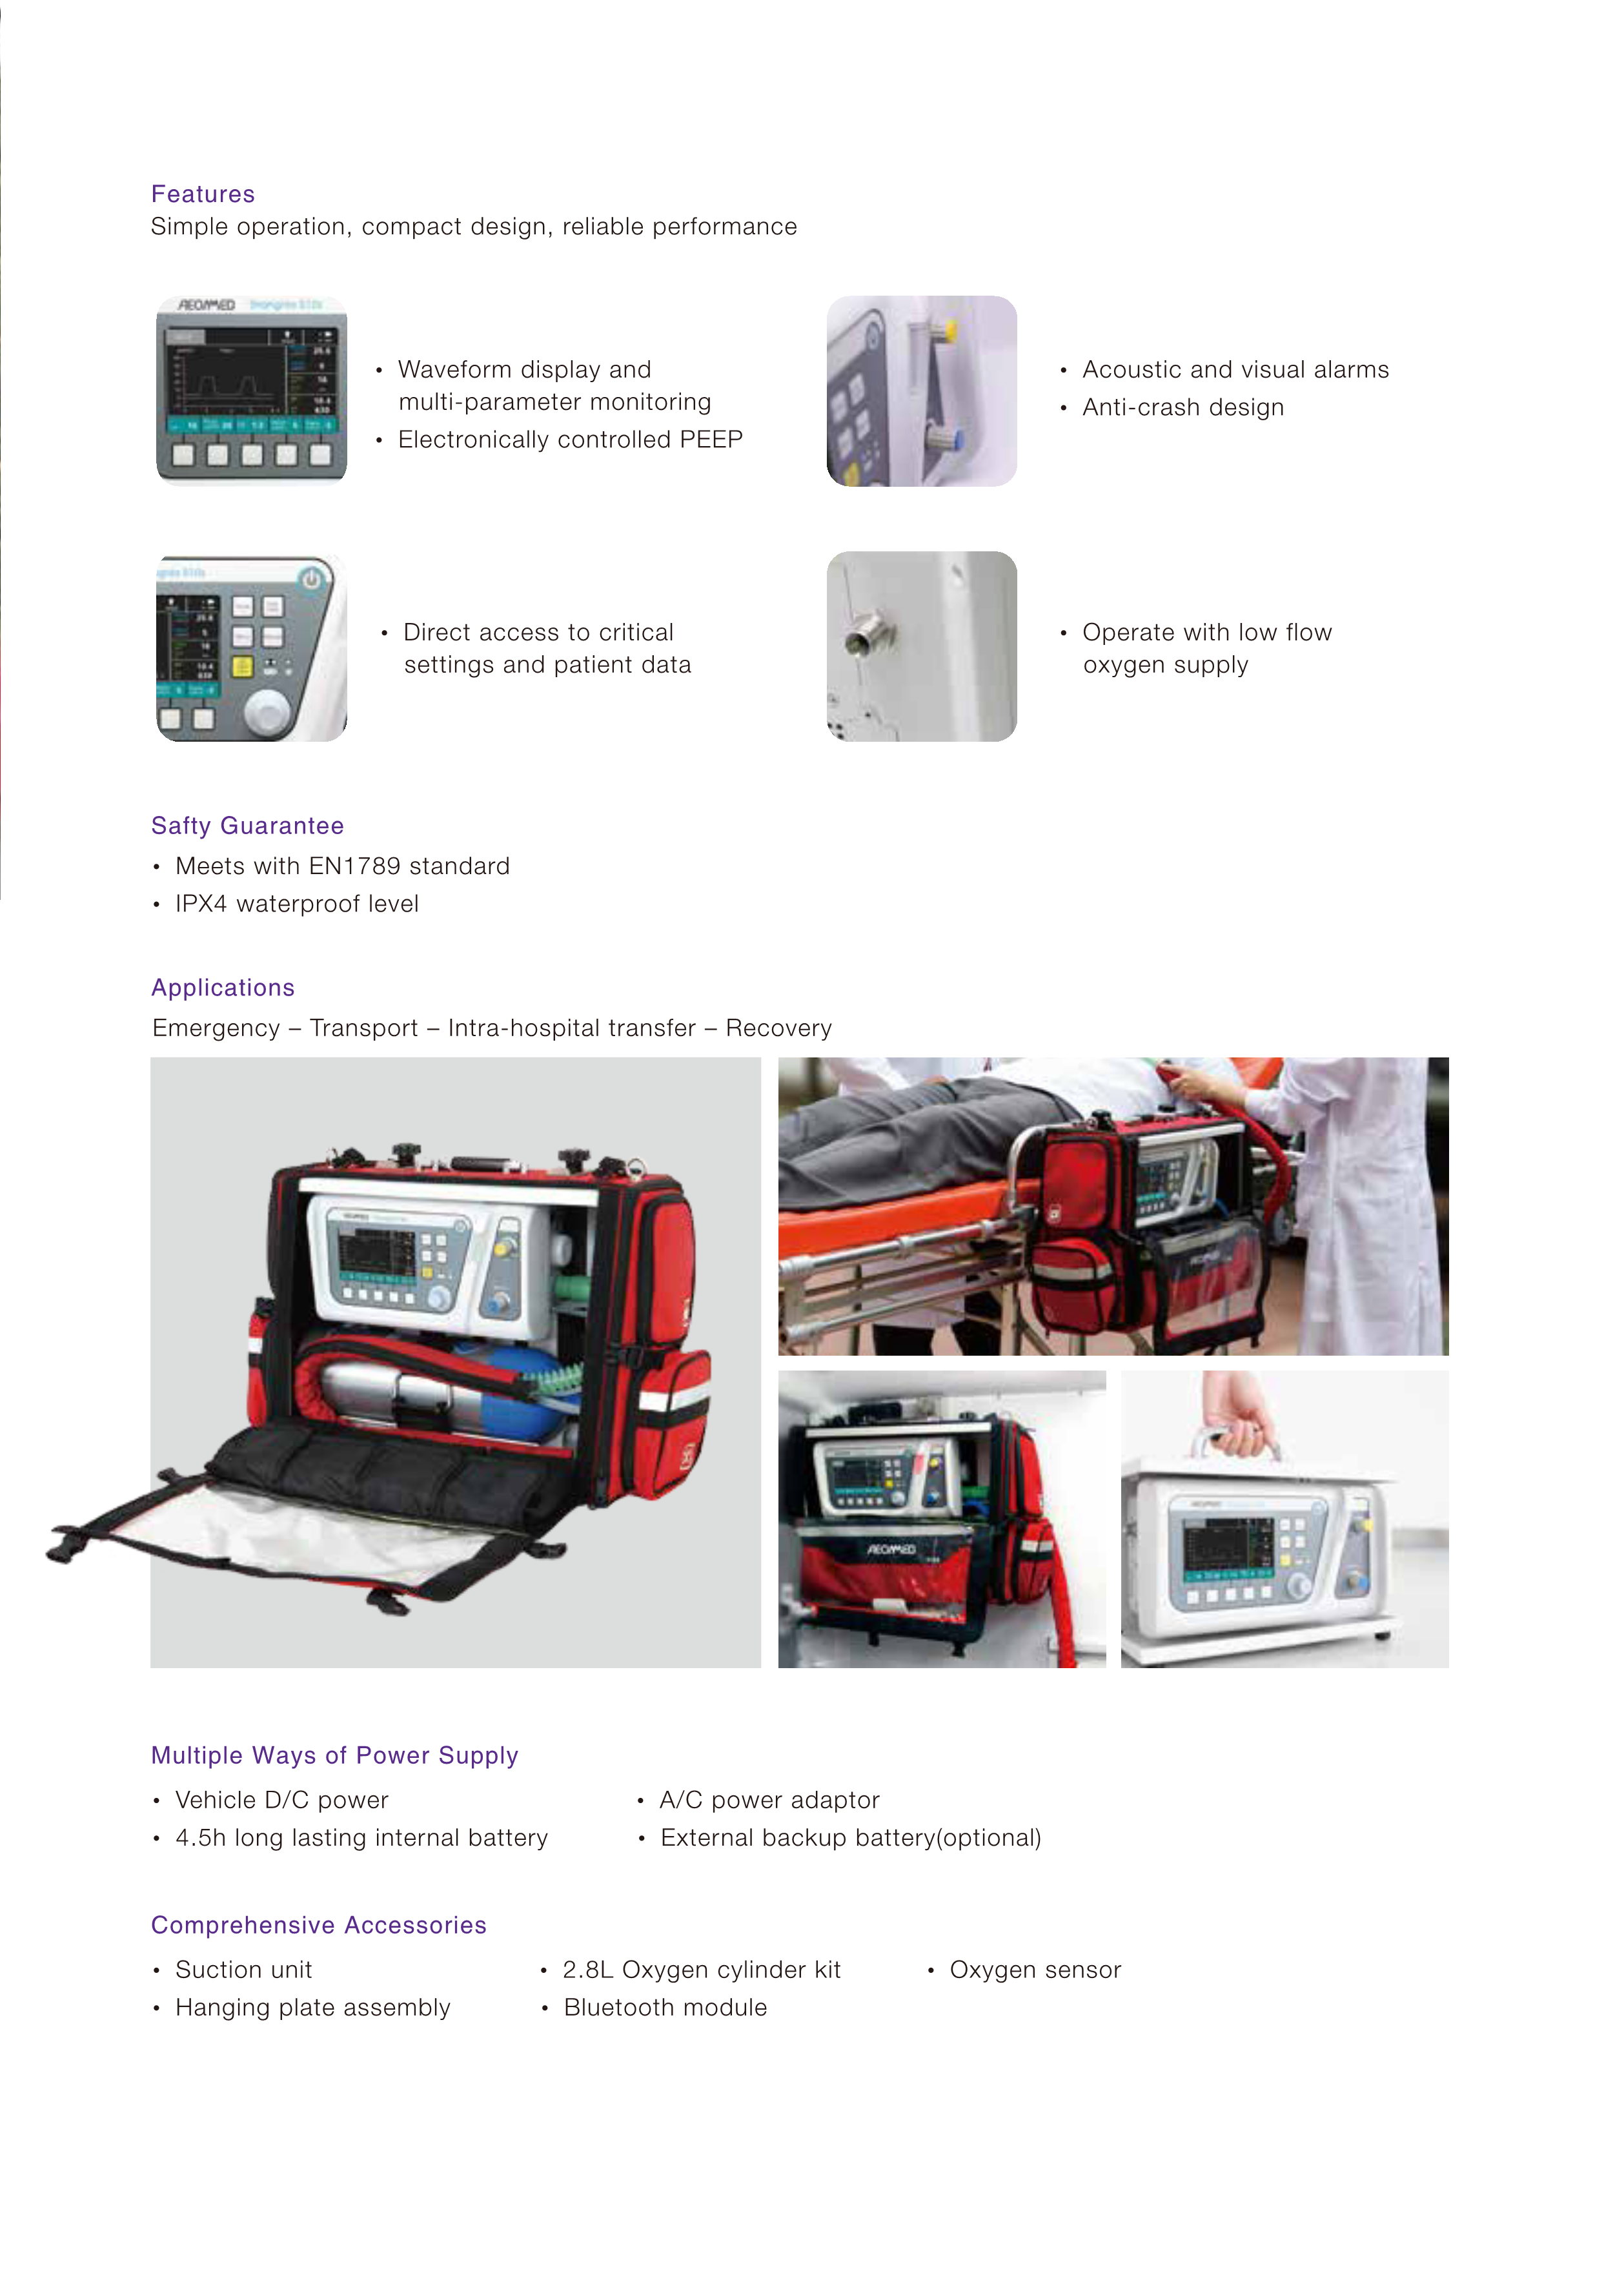 Features
Simple operation, compact design, reliable performance
AEONMED
• Waveform display and
multi-parameter monitoring
• Electronically controlled PEEP
• Acoustic and visual alarms
• Anti-crash design
• Direct access to critical
settings and patient data
• Operate with low flow
oxygen supply
Safty Guarantee
• Meets with EN1789 standard
• IPX4 waterproof level
Applications
Emergency – Transport – Intra-hospital transfer – Recovery
AEONMED
AEONMED
AEONMED
Multiple Ways of Power Supply
• Vehicle D/C power
• A/C power adaptor
• 4.5h long lasting internal battery
• External backup battery(optional)
Comprehensive Accessories
• Suction unit
• 2.8L Oxygen cylinder kit
• Oxygen sensor
• Hanging plate assembly
• Bluetooth module